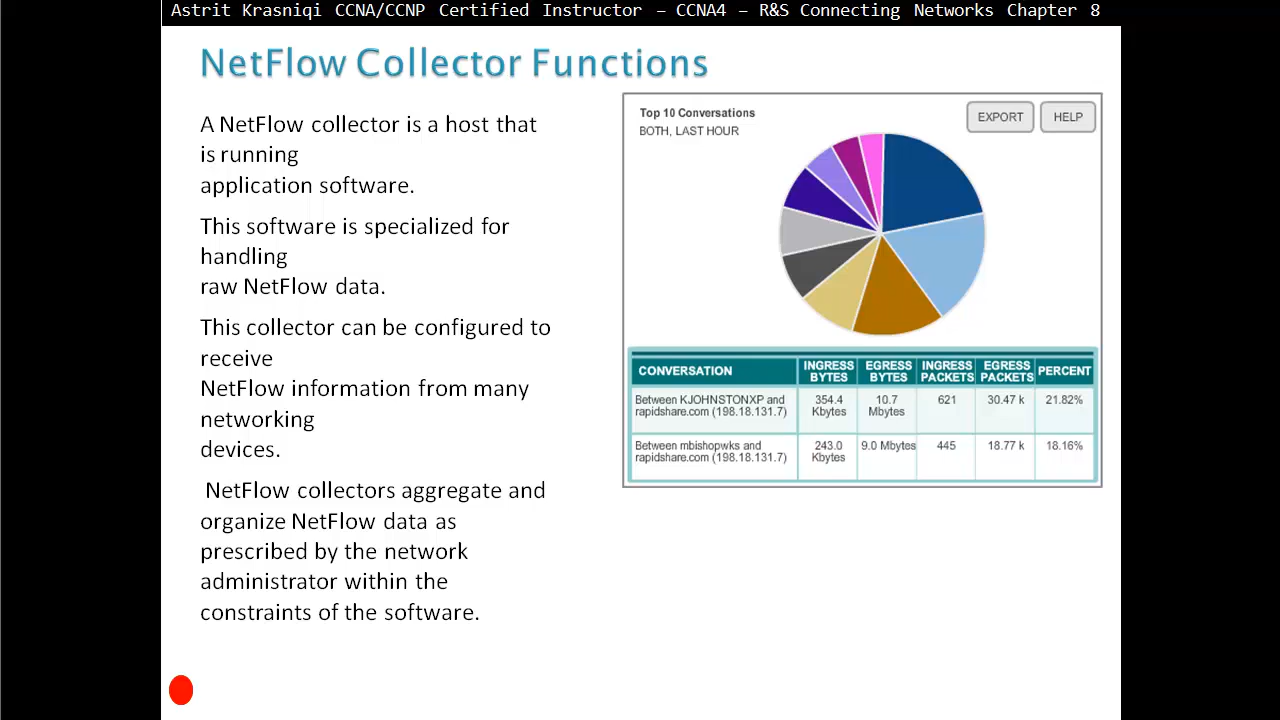 Astrit Krasniqi CCNA/CCNP Certified Instructor – CCNA4 – R&S Connecting Networks Chapter 8
NetFlow Collector Functions
A NetFlow collector is a host that
is running
application software.
This software is specialized for
handling
raw NetFlow data.
This collector can be configured to
receive
NetFlow information from many
networking
devices.
NetFlow collectors aggregate and
organize NetFlow data as
prescribed by the network
administrator within the
constraints of the software.
Top 10 Conversations
BOTH, LAST HOUR
EXPORT HELP
CONVERSATION INGRESS BYTES EGRESS BYTES INGRESS PACKETS EGRESS PACKETS PERCENT
Between KJOHNSTONXP and rapidshare.com (198.18.131.7) 354.4 Kbytes 10.7 Mbytes 621 30.47 k 21.82%
Between mbishopwks and rapidshare.com (198.18.131.7) 243.0 Kbytes 9.0 Mbytes 445 18.77 k 18.16%